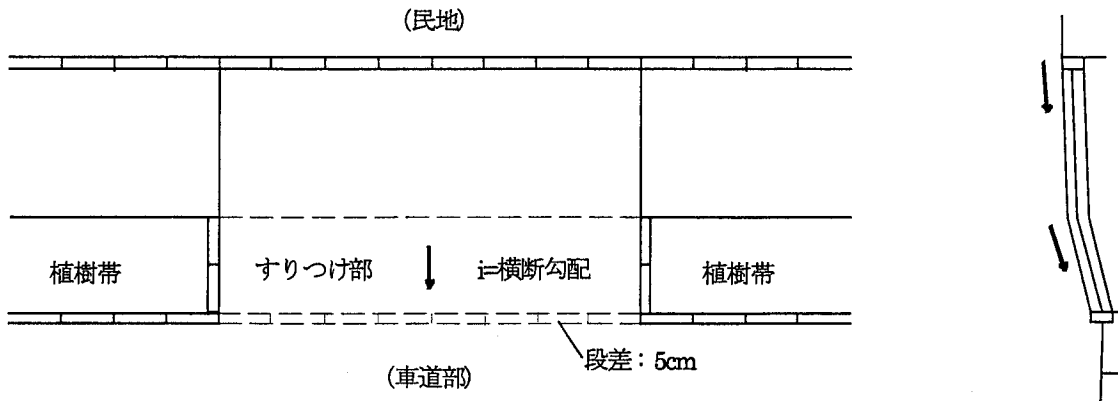 (民地)
植樹帯
すりつけ部
i=横断勾配
植樹帯
段差：5cm
(車道部)